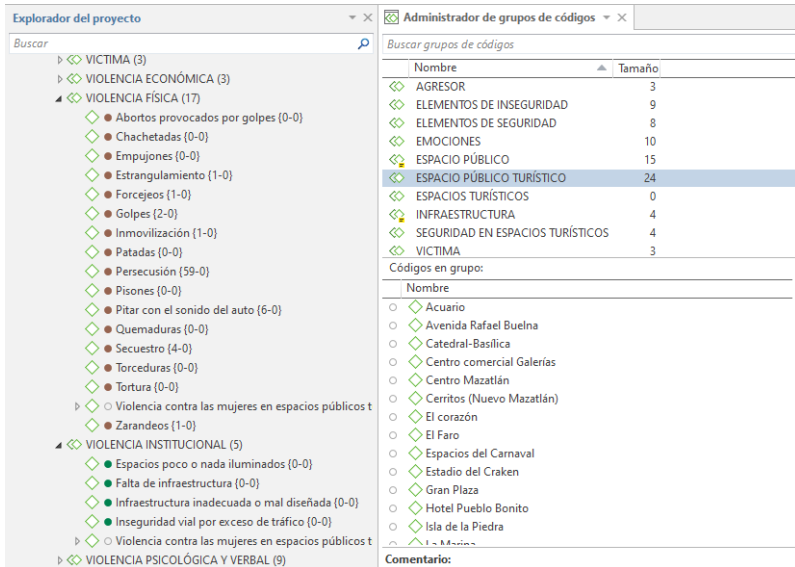 Explorador del proyecto
Buscar
VICTIMA (3)
VIOLENCIA ECONÓMICA (3)
VIOLENCIA FÍSICA (17)
Abortos provocados por golpes {0-0}
Chachetadas {0-0}
Empujones {0-0}
Estrangulamiento {1-0}
Forcejeos {1-0}
Golpes {2-0}
Inmovilización {1-0}
Patadas {0-0}
Persecusión {59-0}
Pisones {0-0}
Pitar con el sonido del auto {6-0}
Quemaduras {0-0}
Secuestro {4-0}
Torceduras {0-0}
Tortura {0-0}
Violencia contra las mujeres en espacios públicos t
Zarandeos {1-0}
VIOLENCIA INSTITUCIONAL (5)
Espacios poco o nada iluminados {0-0}
Falta de infraestructura {0-0}
Infraestructura inadecuada o mal diseñada {0-0}
Inseguridad vial por exceso de tráfico {0-0}
Violencia contra las mujeres en espacios públicos t
VIOLENCIA PSICOLÓGICA Y VERBAL (9)
Administrador de grupos de códigos
Buscar grupos de códigos
Nombre Tamaño
AGRESOR 3
ELEMENTOS DE INSEGURIDAD 9
ELEMENTOS DE SEGURIDAD 8
EMOCIONES 10
ESPACIO PÚBLICO 15
ESPACIO PÚBLICO TURÍSTICO 24
ESPACIOS TURÍSTICOS 0
INFRAESTRUCTURA 4
SEGURIDAD EN ESPACIOS TURÍSTICOS 4
VICTIMA 3
Códigos en grupo:
Nombre
Acuario
Avenida Rafael Buelna
Catedral-Basílica
Centro comercial Galerías
Centro Mazatlán
Cerritos (Nuevo Mazatlán)
El corazón
El Faro
Espacios del Carnaval
Estadio del Craken
Gran Plaza
Hotel Pueblo Bonito
Isla de la Piedra
La Marina
Comentario: